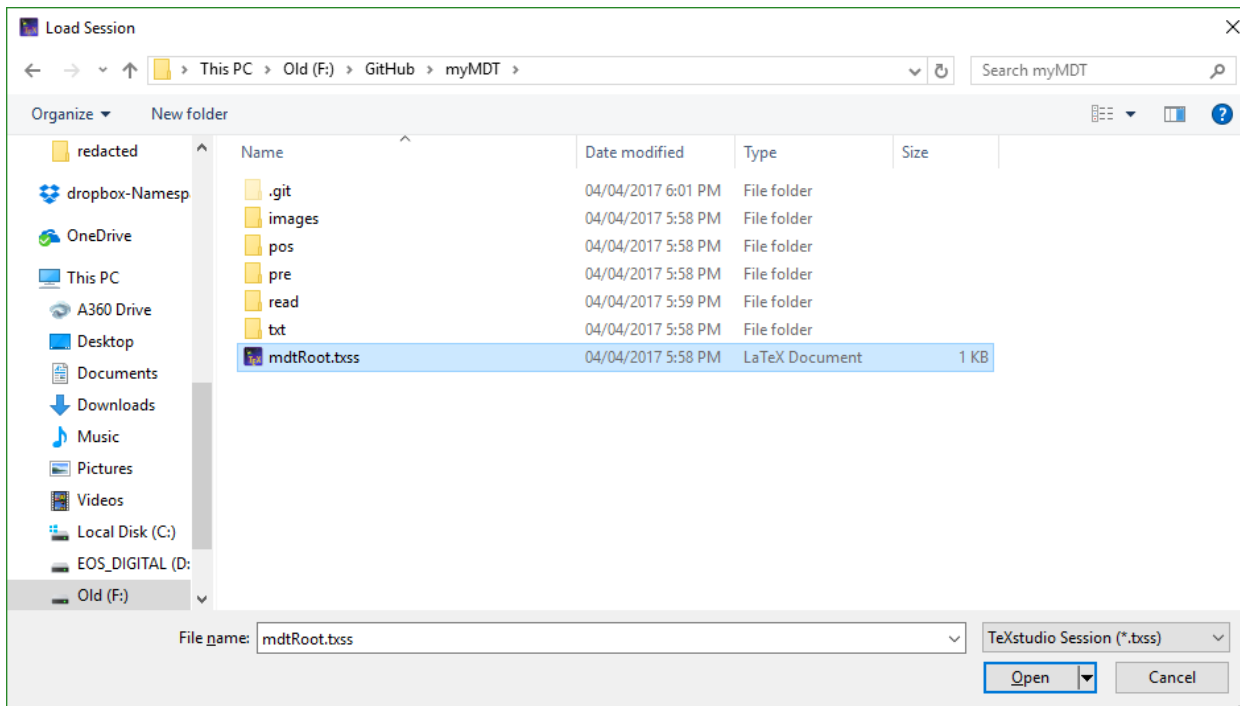 Load Session
This PC > Old (F:) > GitHub > myMDT >
Search myMDT
Organize
New folder
redacted
dropbox-Namesp
OneDrive
This PC
A360 Drive
Desktop
Documents
Downloads
Music
Pictures
Videos
Local Disk (C:)
EOS_DIGITAL (D:
Old (F:)
Name Date modified Type Size
.git 04/04/2017 6:01 PM File folder
images 04/04/2017 5:58 PM File folder
pos 04/04/2017 5:58 PM File folder
pre 04/04/2017 5:58 PM File folder
read 04/04/2017 5:59 PM File folder
txt 04/04/2017 5:58 PM File folder
mdtRoot.txss 04/04/2017 5:58 PM LaTeX Document 1 KB
File name: mdtRoot.txss
TeXstudio Session (*.txss)
Open
Cancel